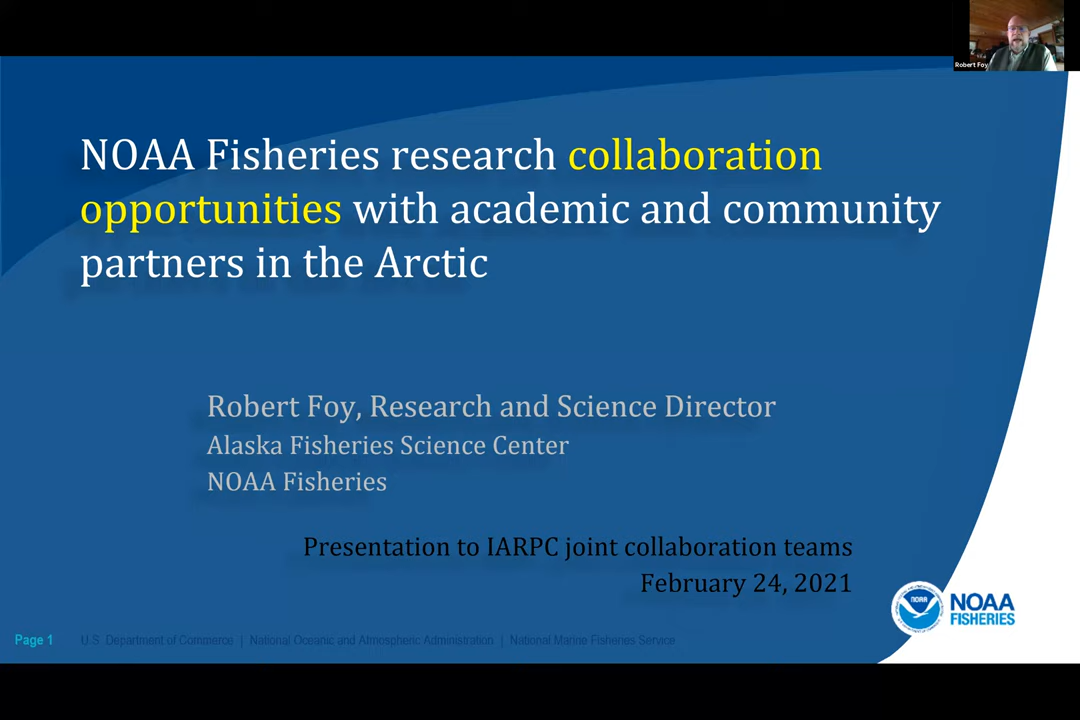 Robert Foy
NOAA Fisheries research collaboration
opportunities with academic and community
partners in the Arctic
Robert Foy, Research and Science Director
Alaska Fisheries Science Center
NOAA Fisheries
Presentation to IARPC joint collaboration teams
February 24, 2021
NOAA
NOAA
FISHERIES
Page 1
U.S. Department of Commerce | National Oceanic and Atmospheric Administration | National Marine Fisheries Service